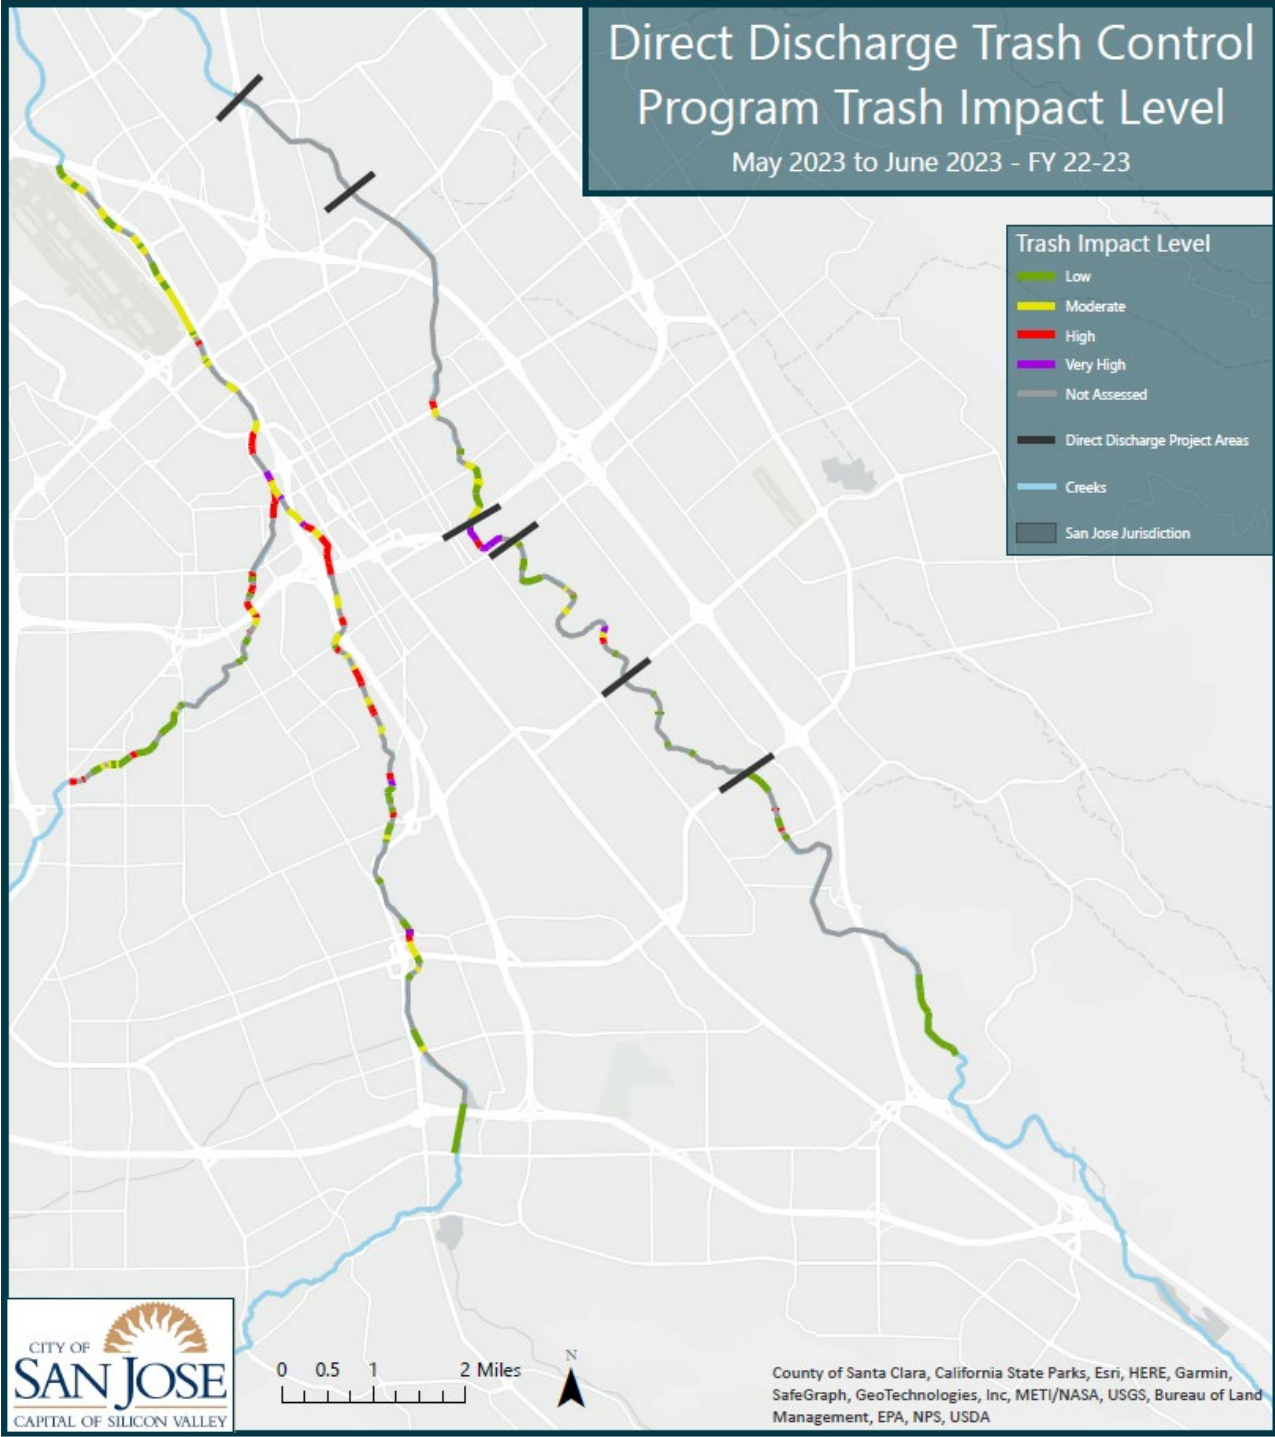 Direct Discharge Trash Control
Program Trash Impact Level
May 2023 to June 2023 - FY 22-23
Trash Impact Level
Low
Moderate
High
Very High
Not Assessed
Direct Discharge Project Areas
Creeks
San Jose Jurisdiction
CITY OF
SAN JOSE
CAPITAL OF SILICON VALLEY
0 0.5 1 2 Miles
N
County of Santa Clara, California State Parks, Esri, HERE, Garmin,
SafeGraph, GeoTechnologies, Inc, METI/NASA, USGS, Bureau of Land
Management, EPA, NPS, USDA